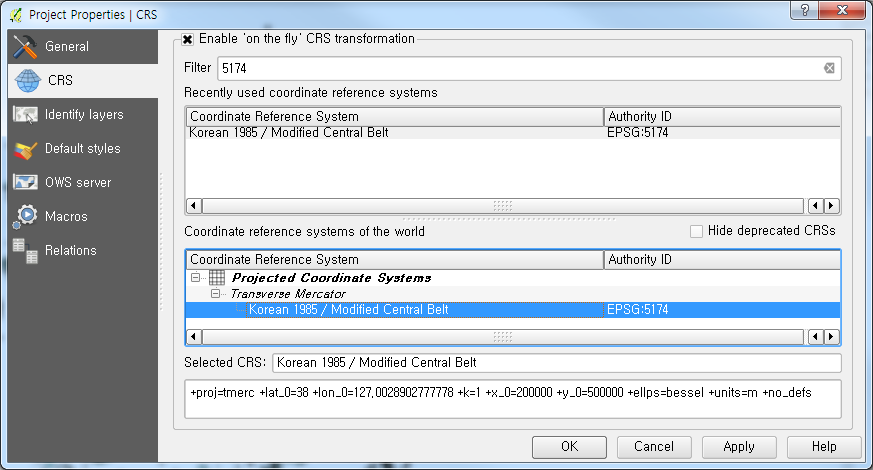 Project Properties | CRS
General
CRS
Identify layers
Default styles
OWS server
Macros
Relations
Enable 'on the fly' CRS transformation
Filter 5174
Recently used coordinate reference systems
Coordinate Reference System Authority ID
Korean 1985 / Modified Central Belt EPSG:5174
Coordinate reference systems of the world Hide deprecated CRSs
Coordinate Reference System Authority ID
Projected Coordinate Systems
Transverse Mercator
Korean 1985 / Modified Central Belt EPSG:5174
Selected CRS: Korean 1985 / Modified Central Belt
+proj=tmerc +lat_0=38 +lon_0=127.0028902777778 +k=1 +x_0=200000 +y_0=500000 +ellps=bessel +units=m +no_defs
OK Cancel Apply Help